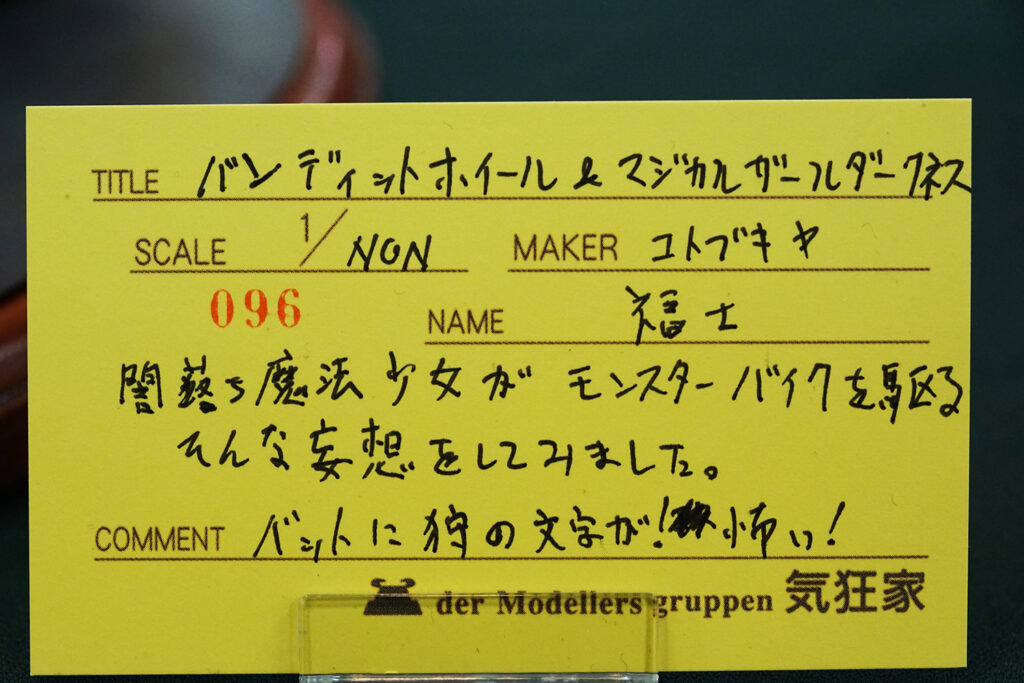 TITLE バンディットホイール & マジカルガールダークネス
SCALE 1/NON MAKER コトブキヤ
096 NAME 福士
闇落ち魔法少女がモンスターバイクを駆る
そんな妄想をしてみました。
COMMENT バットに狩の文字が! 怖い!
der Modellers gruppen 気狂家